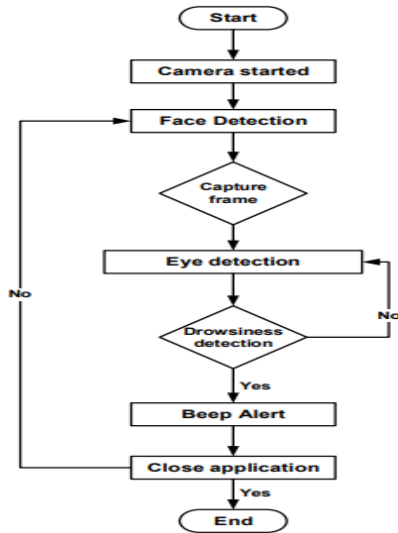 Start
Camera started
Face Detection
Capture
frame
Eye detection
No
No
Drowsiness
detection
Yes
Beep Alert
Close application
Yes
End